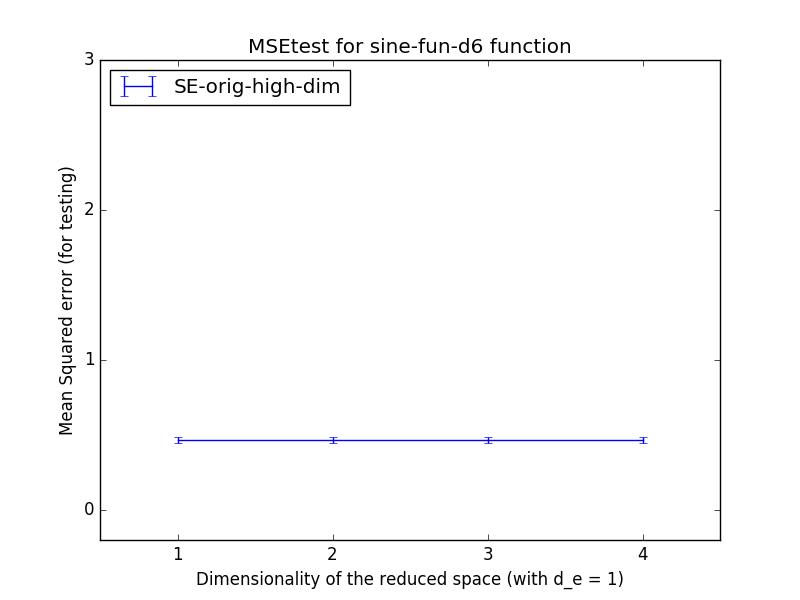 MSEtest for sine-fun-d6 function
SE-orig-high-dim
Mean Squared error (for testing)
3
2
1
0
1 2 3 4
Dimensionality of the reduced space (with d_e = 1)